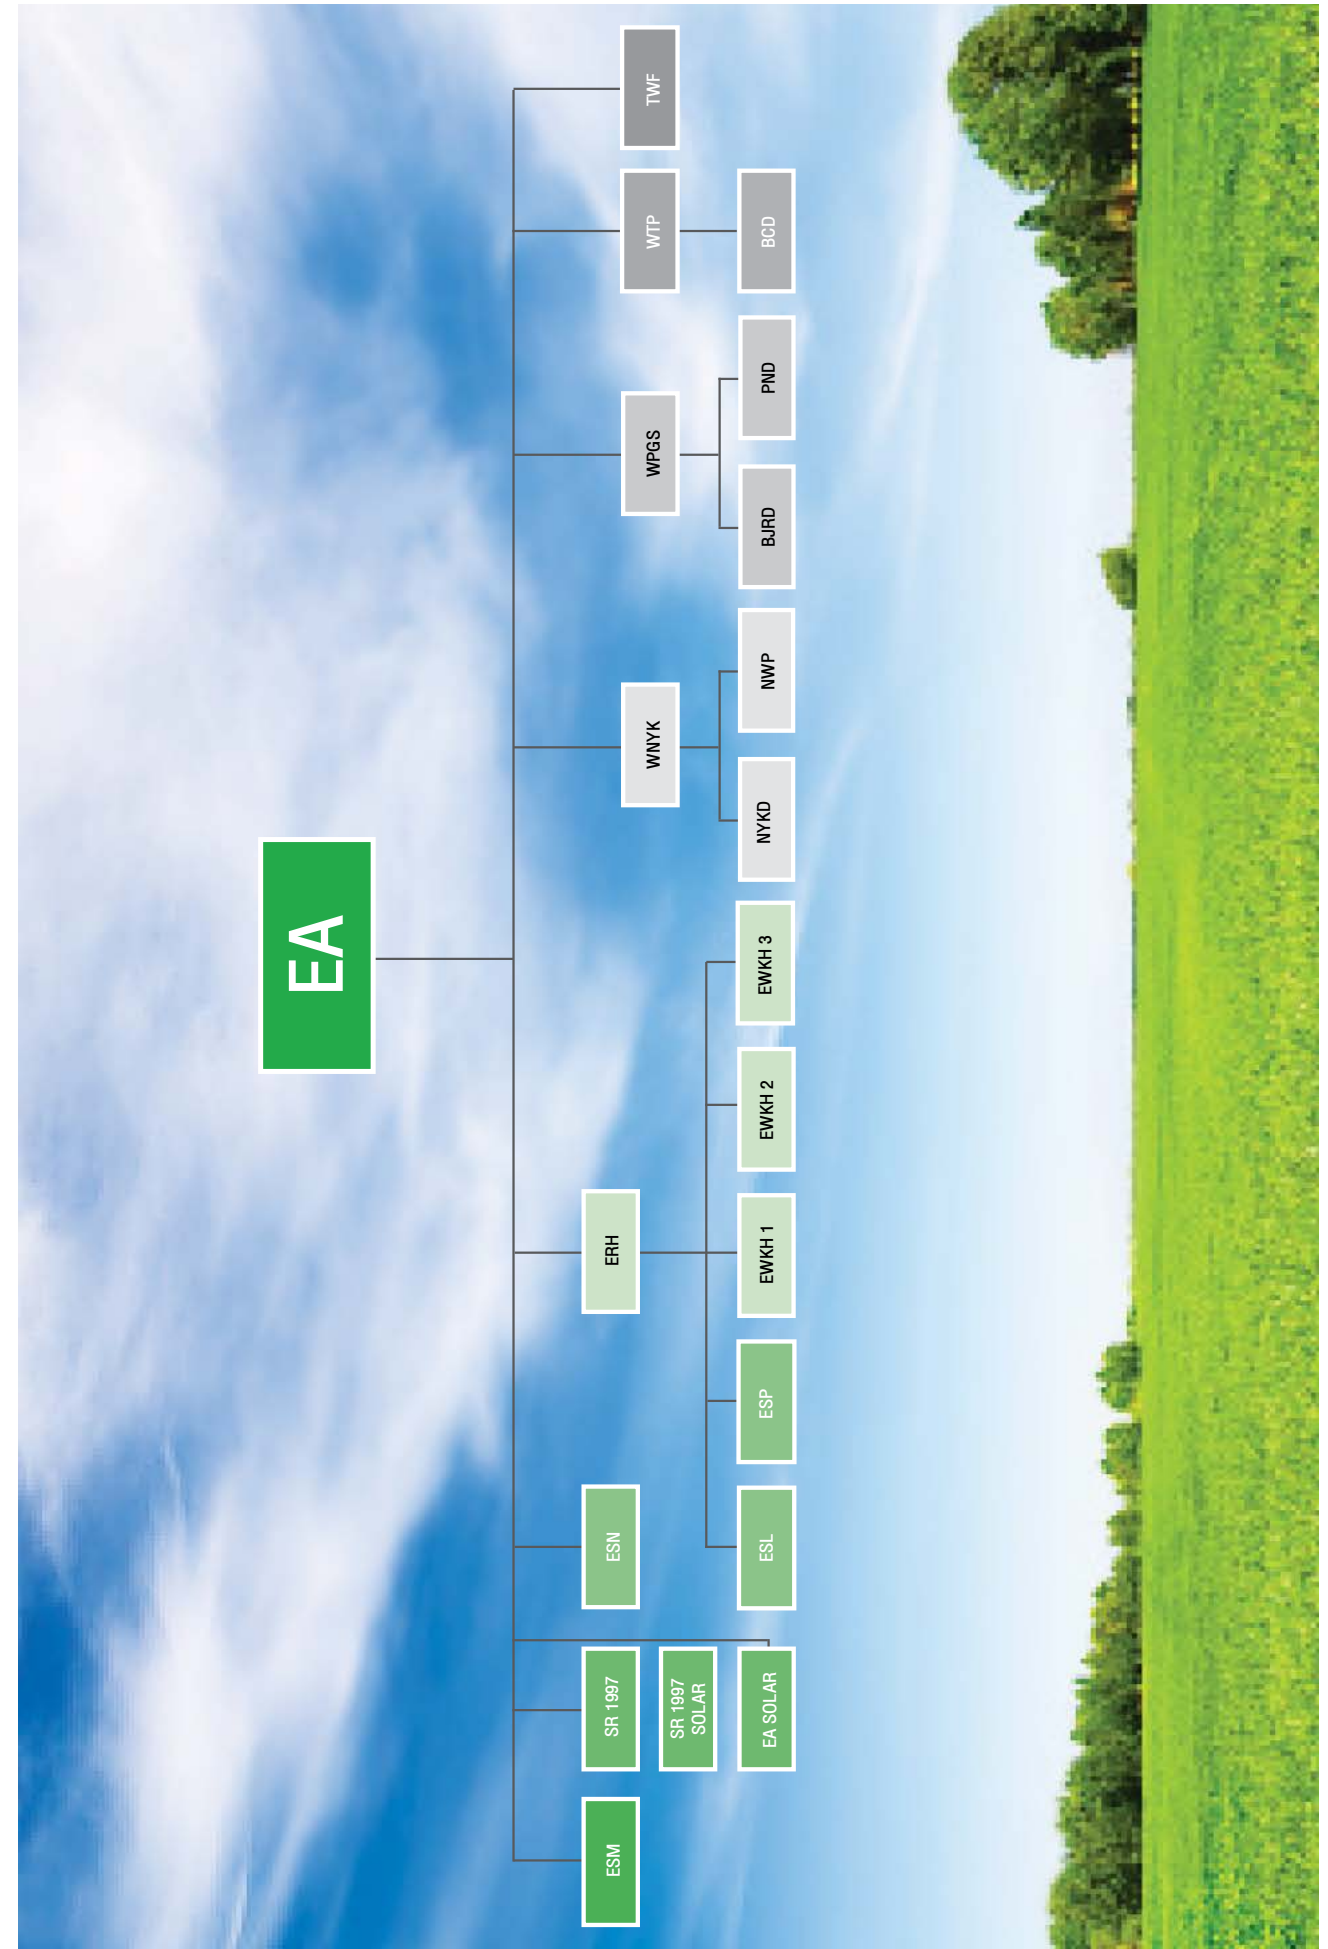 EA
ESM
SR 1997
ESN
ERH
WNYK
WPGS
WTP
TWF
SR 1997
SOLAR
EA SOLAR
ESL
ESP
EWKH 1
EWKH 2
EWKH 3
NYKD
NWP
BJRD
PND
BCD